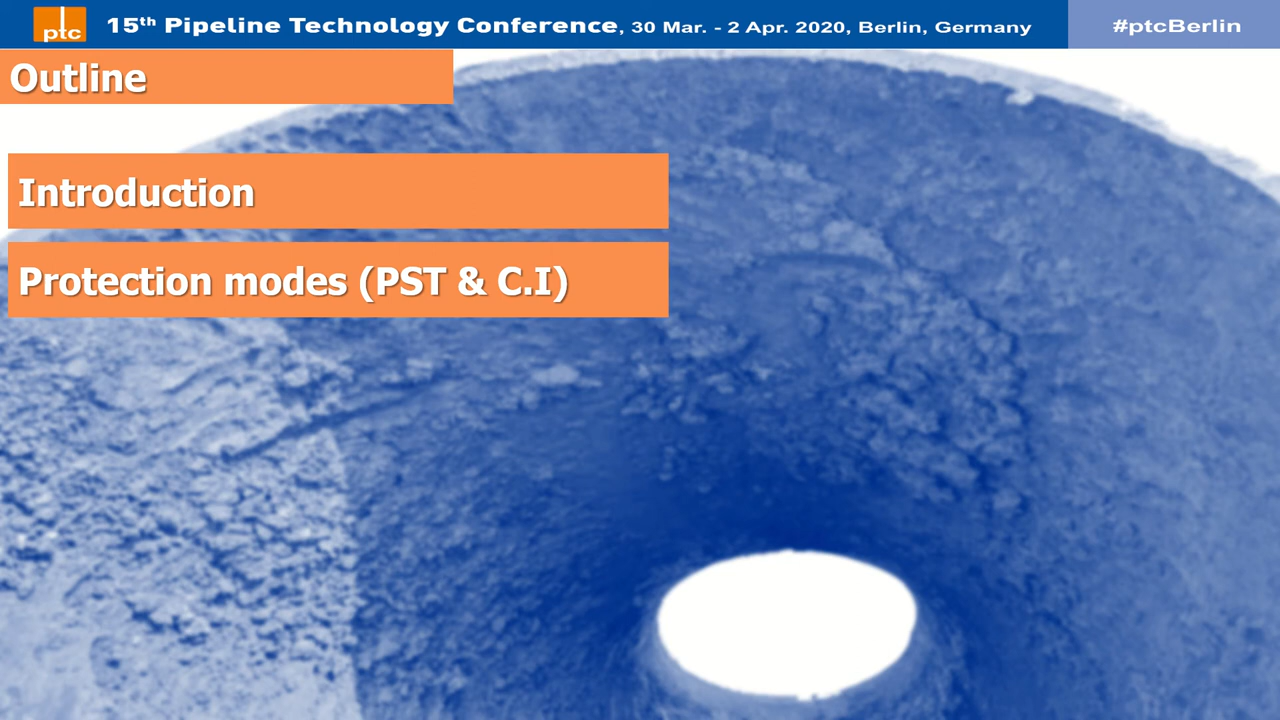 ptc
15th Pipeline Technology Conference, 30 Mar. - 2 Apr. 2020, Berlin, Germany
#ptcBerlin
Outline
Introduction
Protection modes (PST & C.I)